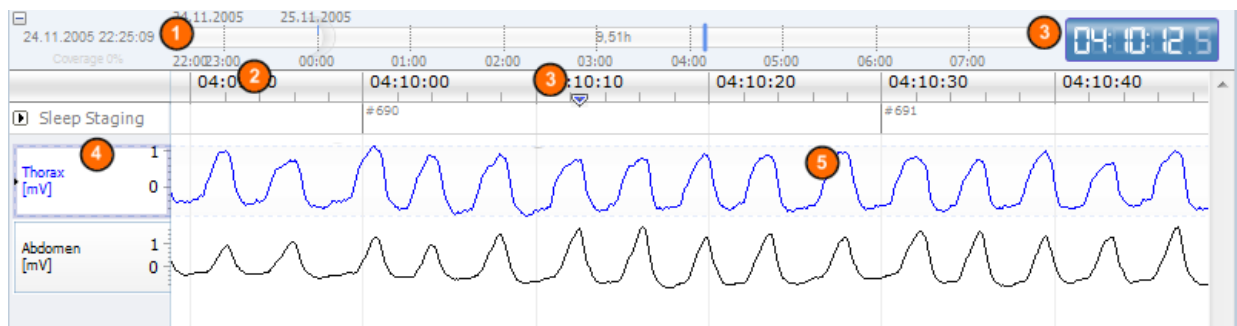 24.11.2005 25.11.2005
24.11.2005 22:25:09 1 9,51h 3 04:10:12.5
Coverage 0% 22:00 23:00 00:00 01:00 02:00 03:00 04:00 05:00 06:00 07:00
04:0 2 0 04:10:00 3 :10:10 04:10:20 04:10:30 04:10:40
Sleep Staging #690 #691
4 1 5
Thorax
[mV] 0
Abdomen 1
[mV] 0